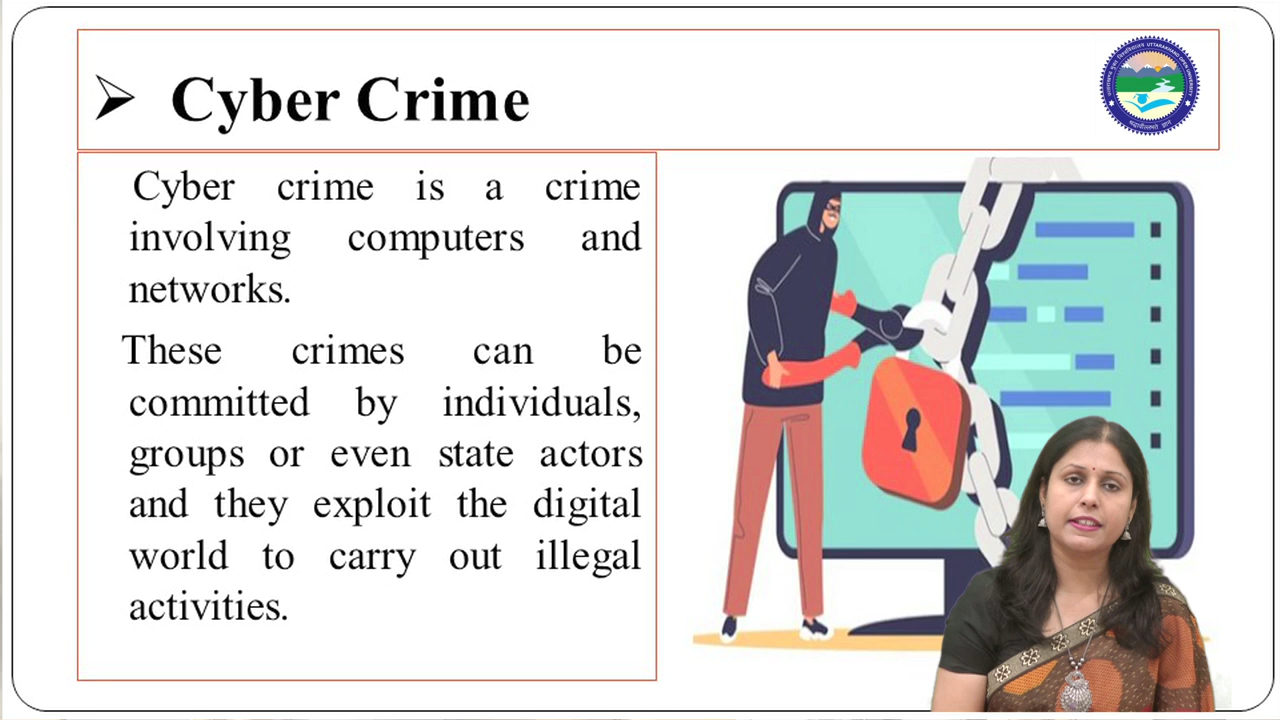 Cyber Crime
Cyber crime is a crime
involving computers and
networks.
These crimes can be
committed by individuals,
groups or even state actors
and they exploit the digital
world to carry out illegal
activities.